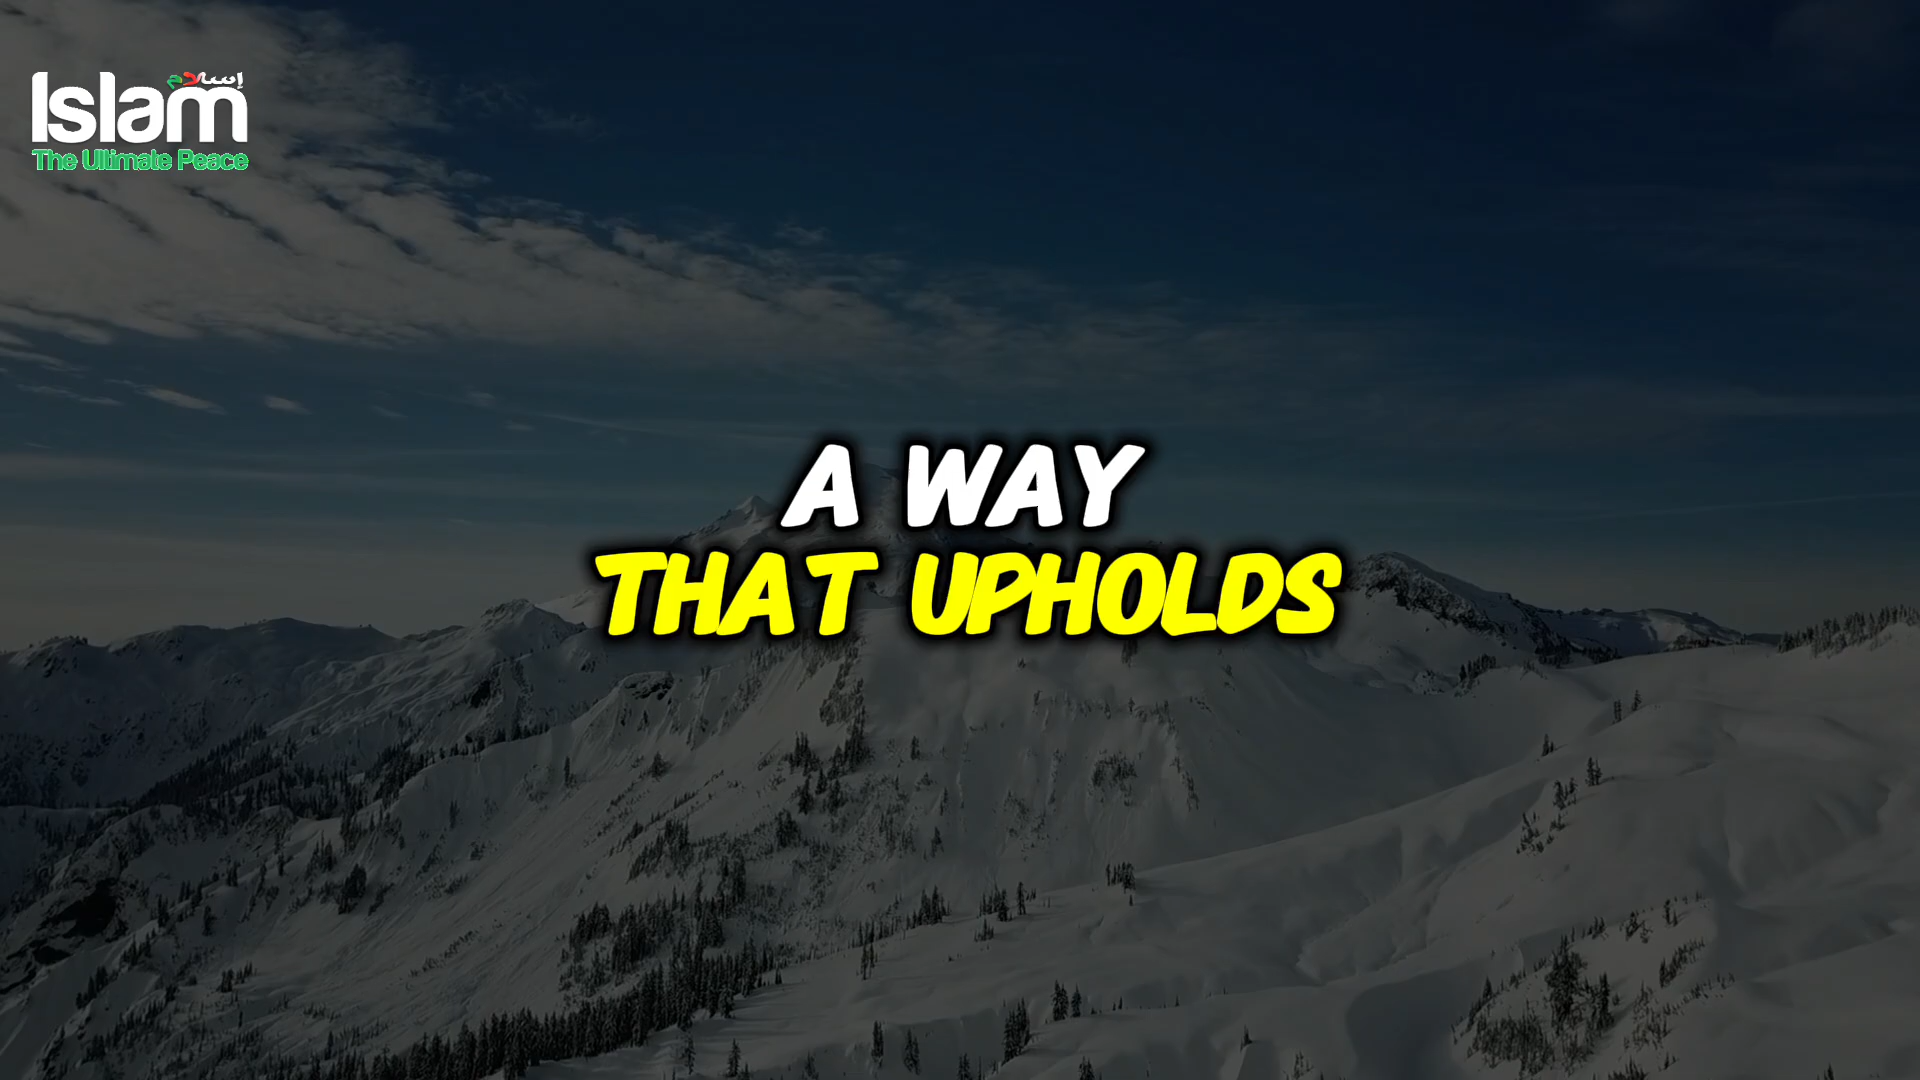 إسلام
Islam
The Ultimate Peace
A WAY
THAT UPHOLDS